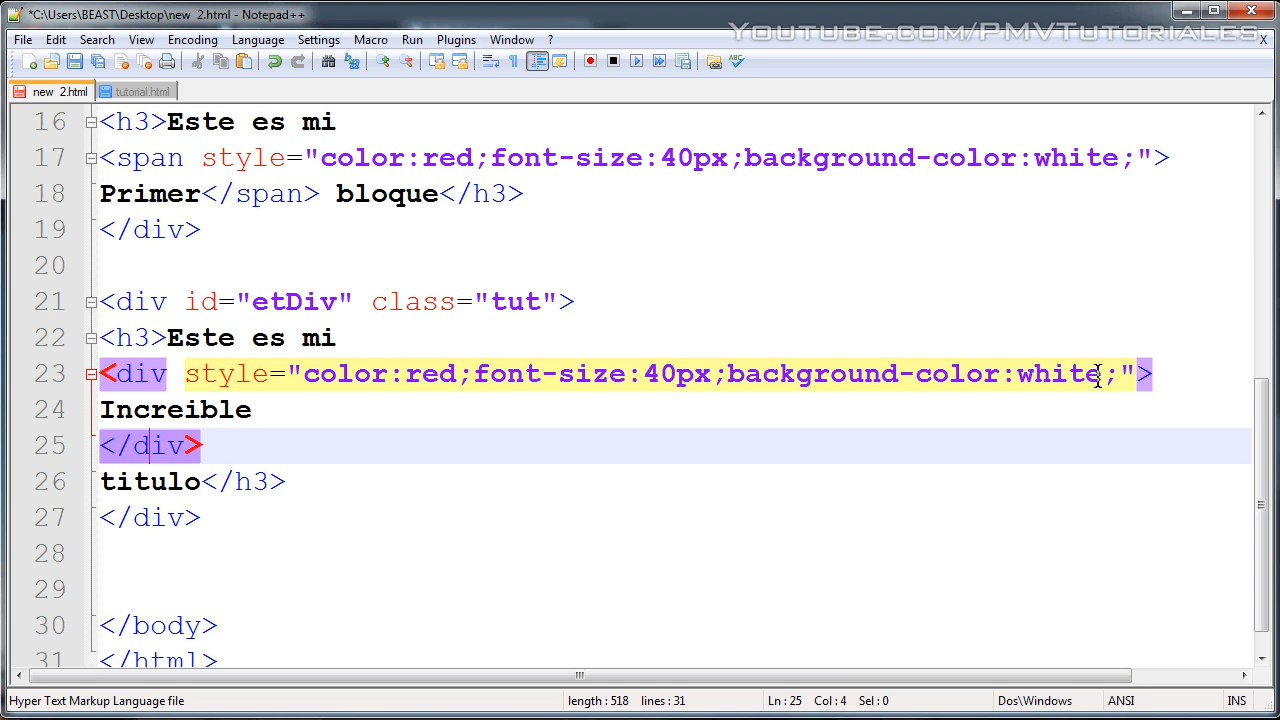 *C:\Users\BEAST\Desktop\new 2.html - Notepad++
Youtube.com/PMVTutoriales
File Edit Search View Encoding Language Settings Macro Run Plugins Window ? X
new 2.html tutorial.html
16 <h3>Este es mi
17 <span style="color:red;font-size:40px;background-color:white;">
18 Primer</span> bloque</h3>
19 </div>
20
21 <div id="etDiv" class="tut">
22 <h3>Este es mi
23 <div style="color:red;font-size:40px;background-color:white;">
24 Increible
25 </div>
26 titulo</h3>
27 </div>
28
29
30 </body>
31 </html>
Hyper Text Markup Language file length : 518 lines : 31 Ln : 25 Col : 4 Sel : 0 Dos\Windows ANSI INS